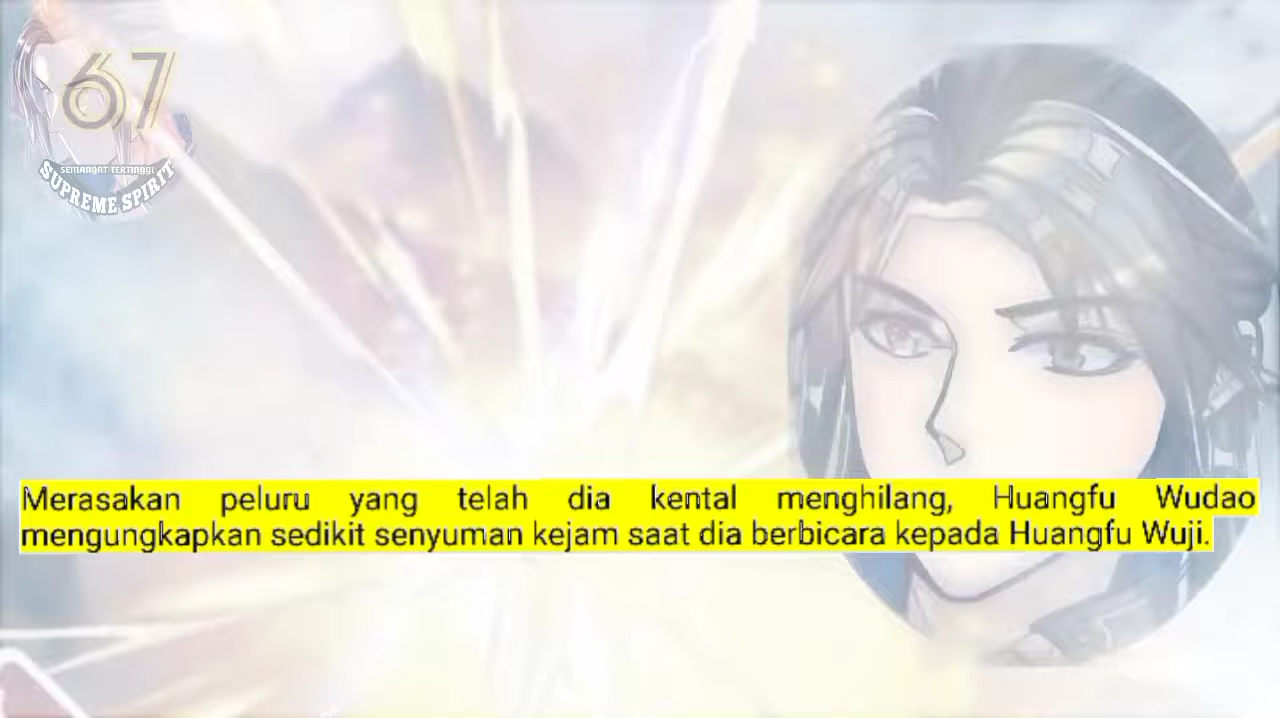 67
SEMANGAT TERTINGGI
SUPREME SPIRIT
Merasakan peluru yang telah dia kental menghilang, Huangfu Wudao
mengungkapkan sedikit senyuman kejam saat dia berbicara kepada Huangfu Wuji.